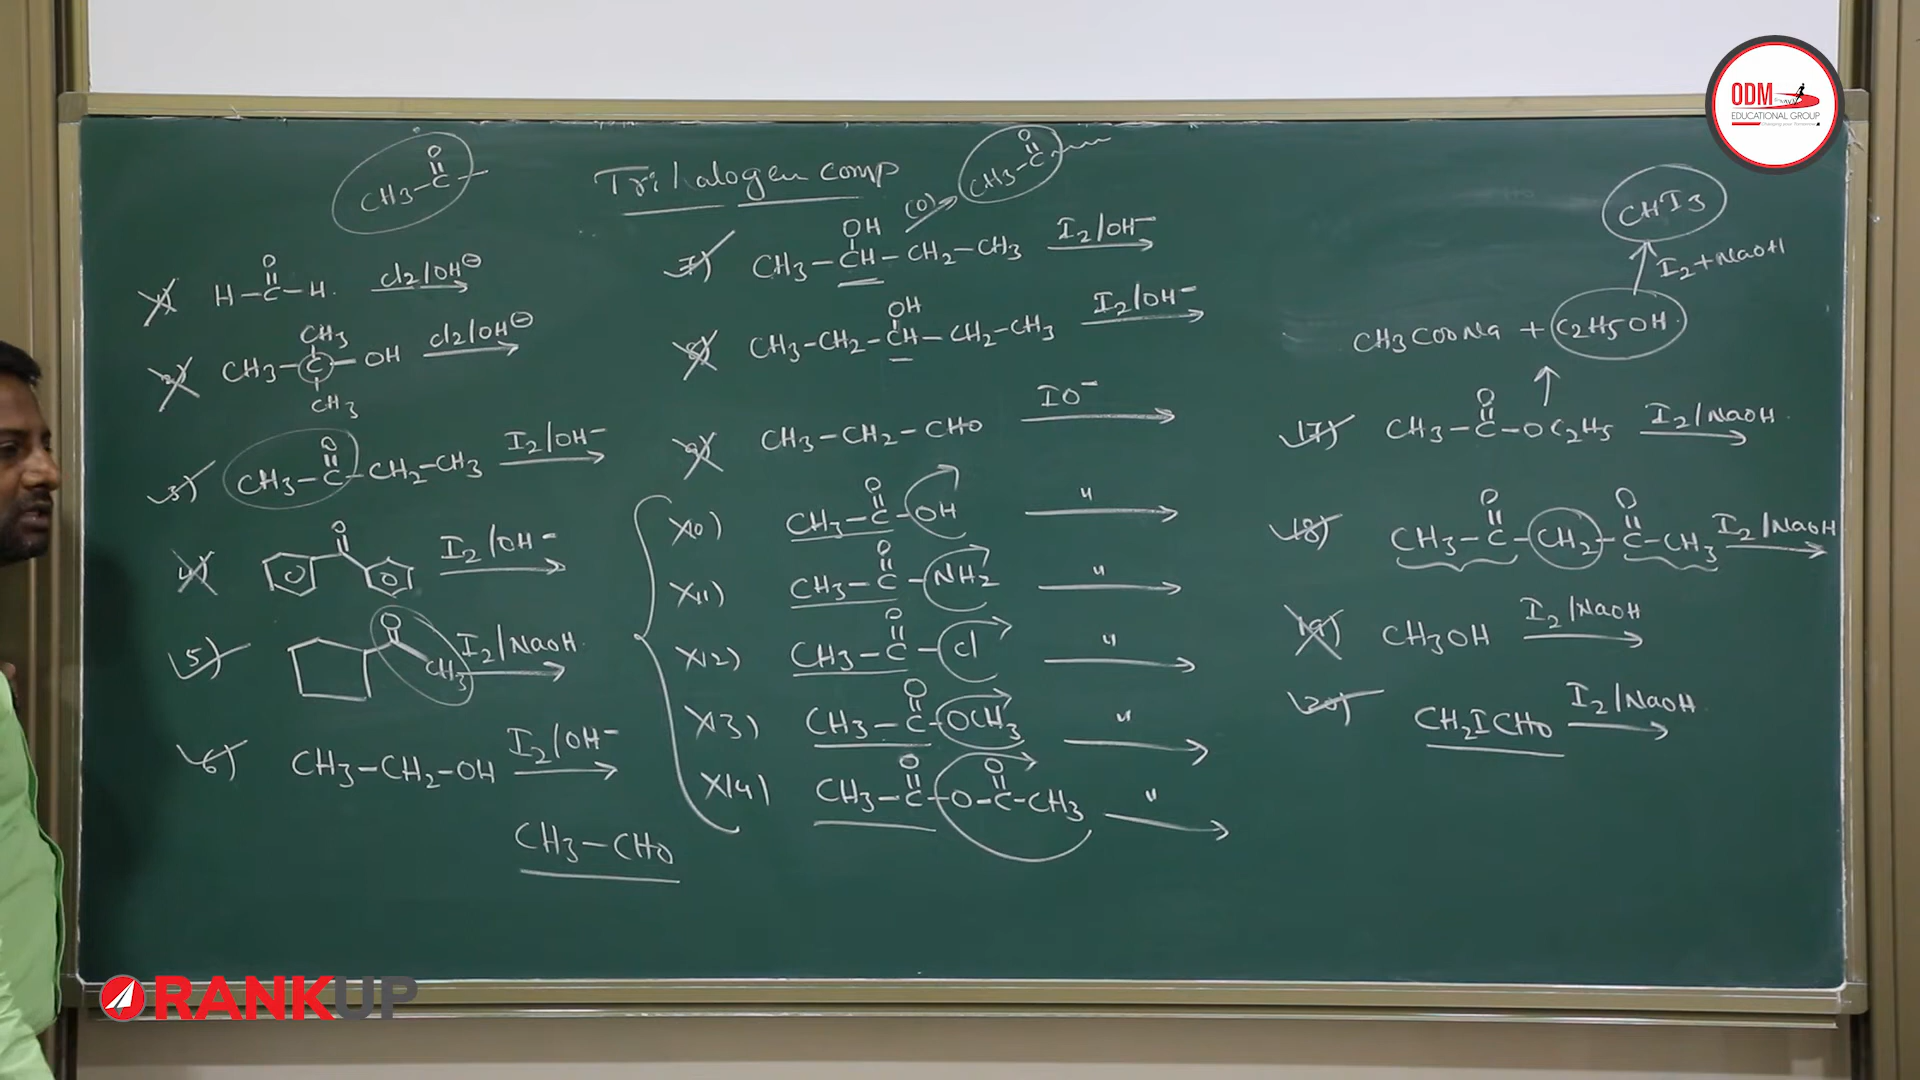 ODM
EDUCATIONAL GROUP
Trihalogen comp
CH3-C-
O
1) H-C-H
O
Cl2/OH⊖
2) CH3-C-OH
CH3
CH3
Cl2/OH⊖
3) CH3-C-CH2-CH3
O
I2/OH-
4)
O
I2/OH-
5)
O
CH3
I2/NaOH
6) CH3-CH2-OH
I2/OH-
CH3-CHO
7) CH3-CH-CH2-CH3
OH
(O)
CH3-C
O
I2/OH-
8) CH3-CH2-CH-CH2-CH3
OH
I2/OH-
9) CH3-CH2-CHO
IO-
10) CH3-C-OH
O
"
11) CH3-C-NH2
O
"
12) CH3-C-Cl
O
"
13) CH3-C-OCH3
O
"
14) CH3-C-O-C-CH3
O
O
"
CHI3
I2+NaOH
CH3COONa + C2H5OH
17) CH3-C-OC2H5
O
I2/NaOH
18) CH3-C-CH2-C-CH3
O
O
I2/NaOH
19) CH3OH
I2/NaOH
20) CH2ICHO
I2/NaOH
RANKUP